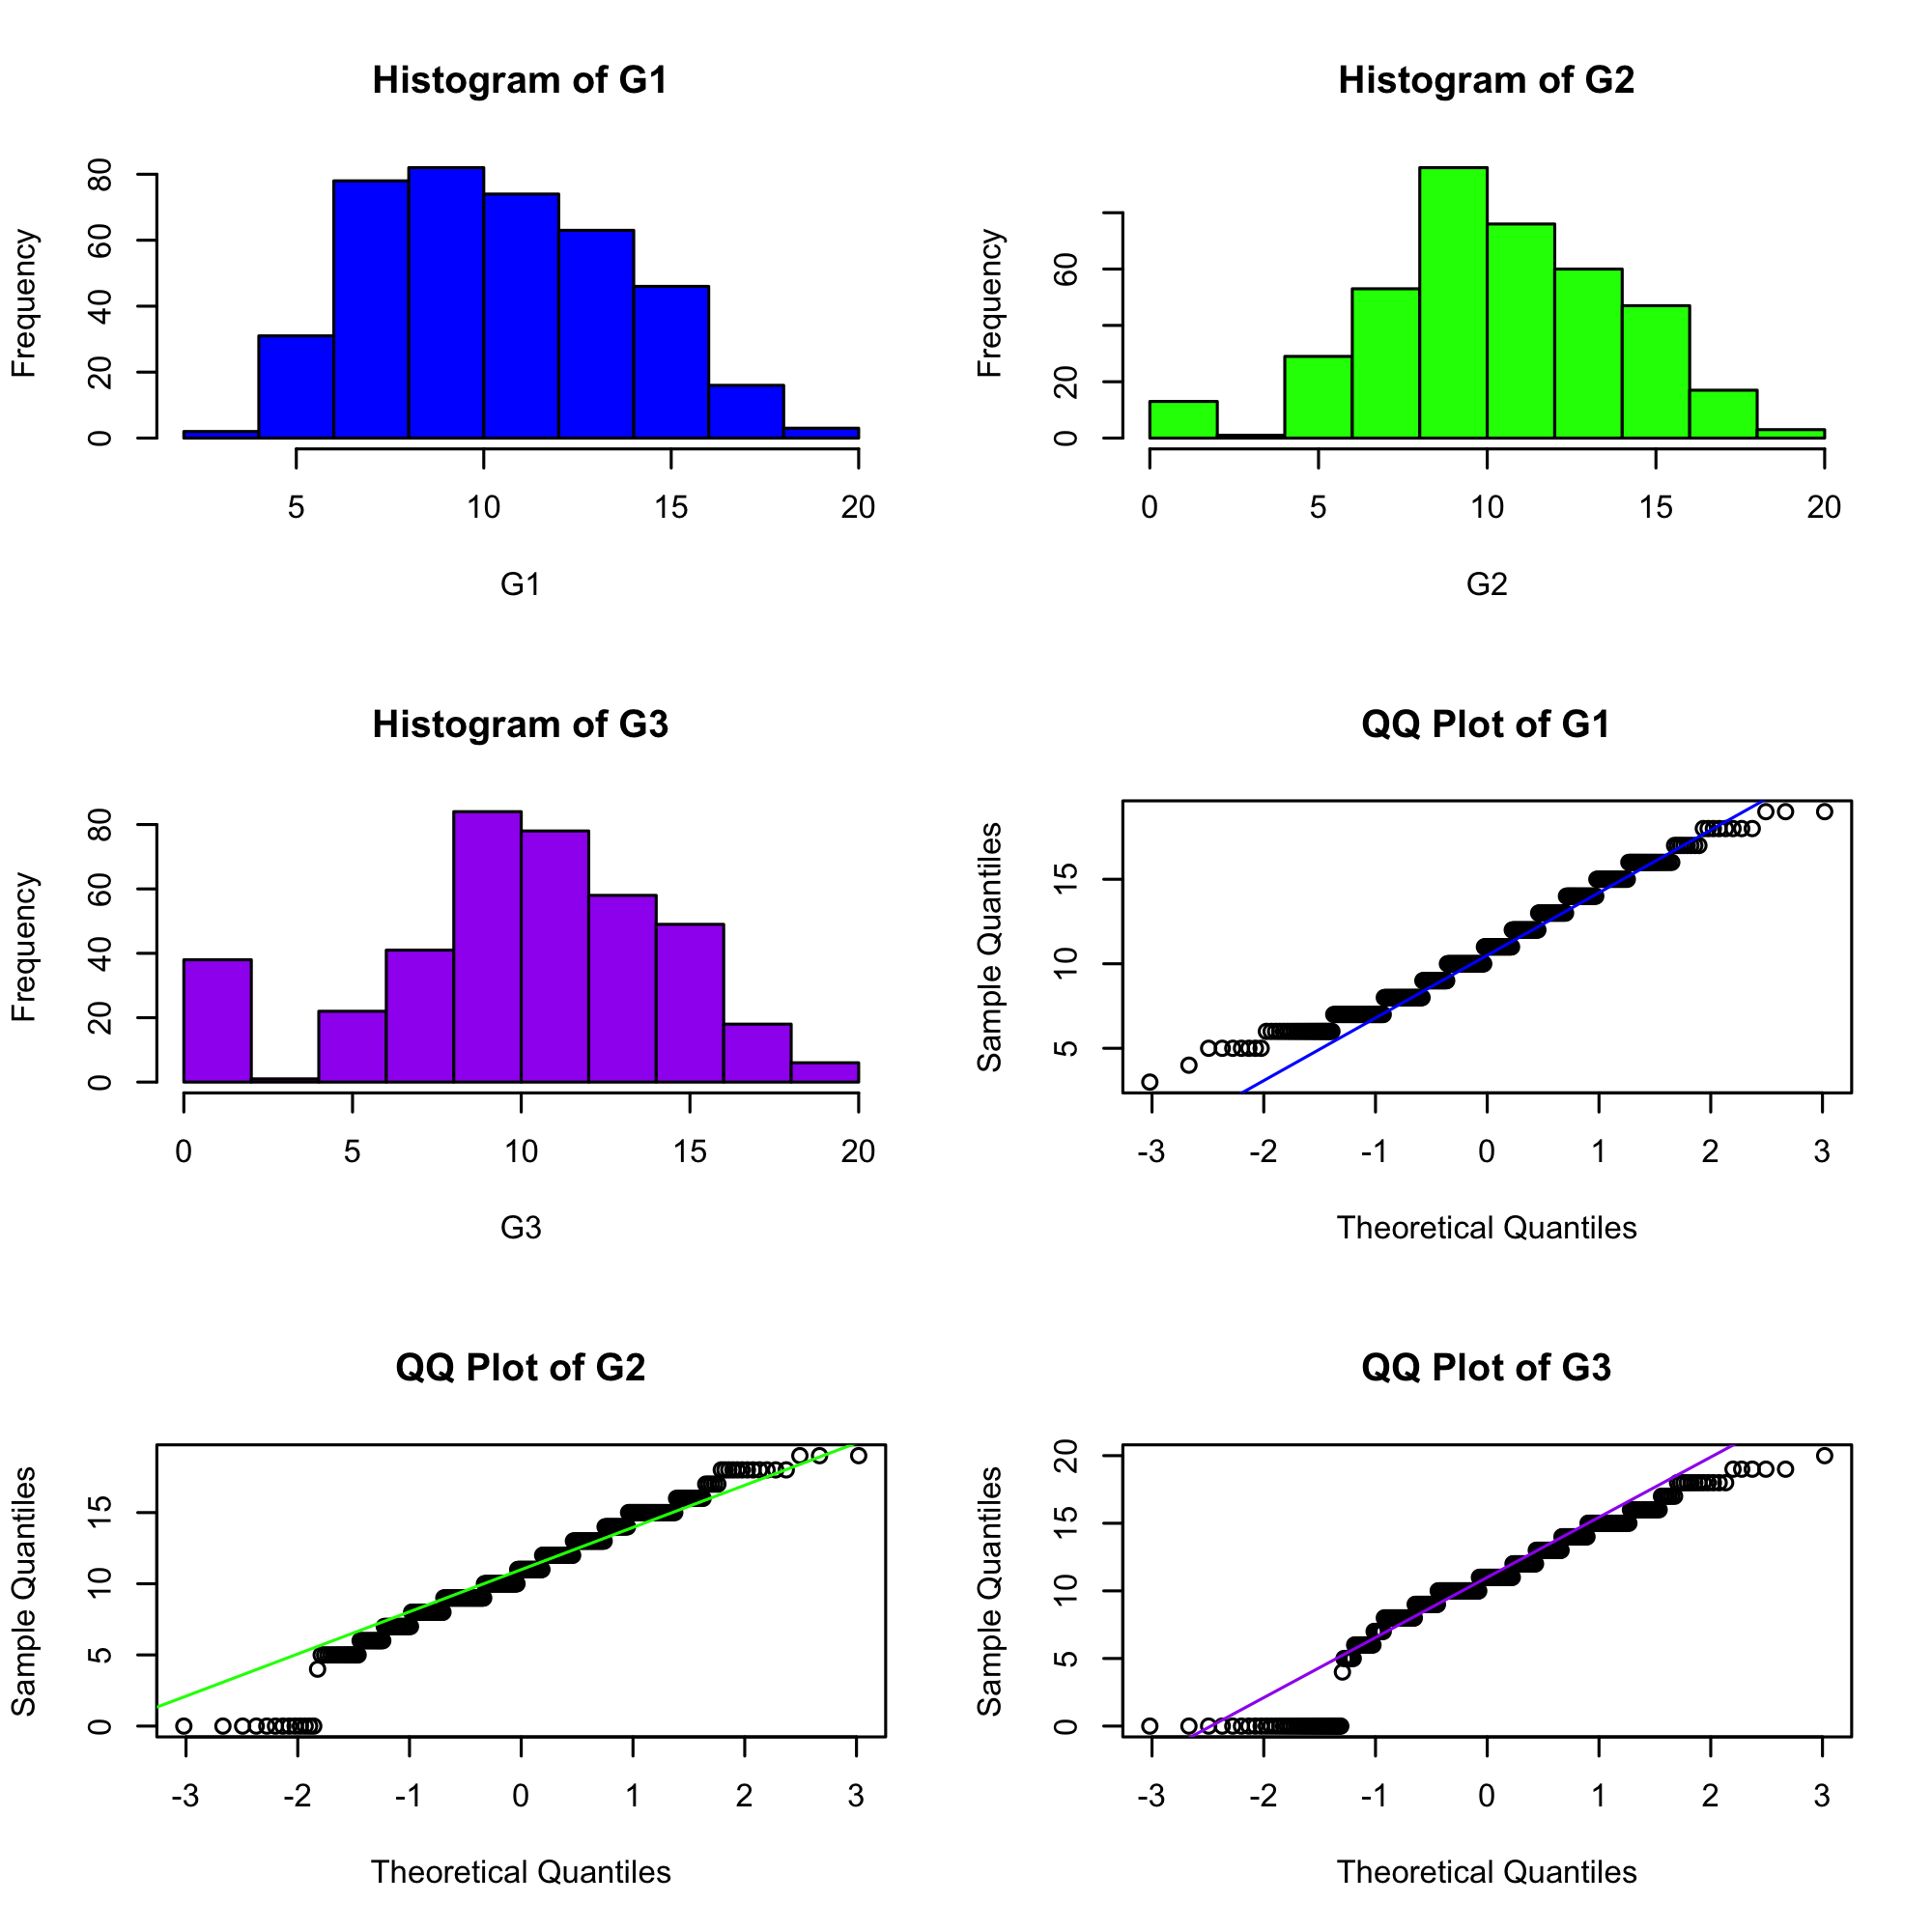 Histogram of G1
Frequency
0 20 40 60 80
5 10 15 20
G1
Histogram of G2
Frequency
0 20 60
0 5 10 15 20
G2
Histogram of G3
Frequency
0 20 40 60 80
0 5 10 15 20
G3
QQ Plot of G1
Sample Quantiles
5 10 15
-3 -2 -1 0 1 2 3
Theoretical Quantiles
QQ Plot of G2
Sample Quantiles
0 5 10 15
-3 -2 -1 0 1 2 3
Theoretical Quantiles
QQ Plot of G3
Sample Quantiles
0 5 10 15 20
-3 -2 -1 0 1 2 3
Theoretical Quantiles